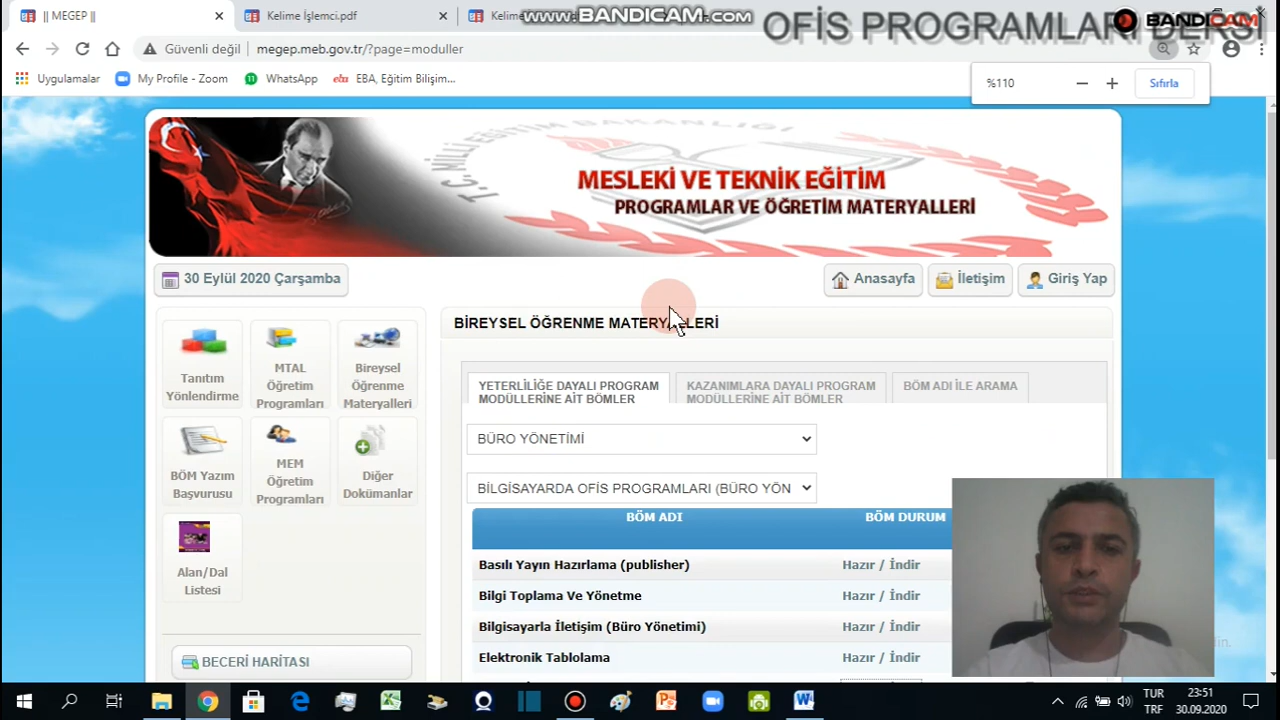 || MEGEP ||
Kelime İşlemci.pdf
www.BANDICAM.com
OFİS PROGRAMLARI DERSİ
BANDICAM
Güvenli değil
megep.meb.gov.tr/?page=moduller
Uygulamalar
My Profile - Zoom
WhatsApp
EBA, Eğitim Bilişim...
%110
Sıfırla
T.C. MİLLİ EĞİTİM BAKANLIĞI
MESLEKİ VE TEKNİK EĞİTİM
PROGRAMLAR VE ÖĞRETİM MATERYALLERİ
30 Eylül 2020 Çarşamba
Anasayfa
İletişim
Giriş Yap
Tanıtım
Yönlendirme
MTAL
Öğretim
Programları
Bireysel
Öğrenme
Materyalleri
BÖM Yazım
Başvurusu
MEM
Öğretim
Programları
Diğer
Dokümanlar
Alan/Dal
Listesi
BECERİ HARİTASI
BİREYSEL ÖĞRENME MATERYALLERİ
YETERLİLİĞE DAYALI PROGRAM
MODÜLLERİNE AİT BÖMLER
KAZANIMLARA DAYALI PROGRAM
MODÜLLERİNE AİT BÖMLER
BÖM ADI İLE ARAMA
BÜRO YÖNETİMİ
BİLGİSAYARDA OFİS PROGRAMLARI (BÜRO YÖN
BÖM ADI
BÖM DURUM
Basılı Yayın Hazırlama (publisher)
Hazır / İndir
Bilgi Toplama Ve Yönetme
Hazır / İndir
Bilgisayarla İletişim (Büro Yönetimi)
Hazır / İndir
Elektronik Tablolama
Hazır / İndir
TUR
TRF
23:51
30.09.2020